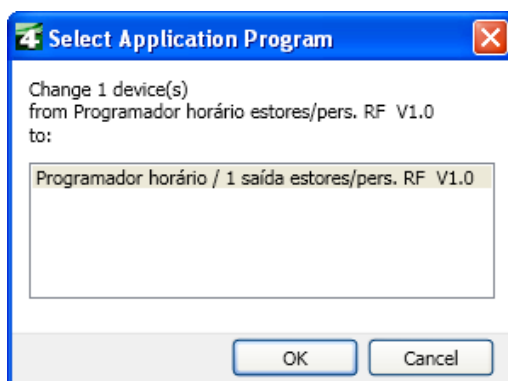 4 Select Application Program
Change 1 device(s)
from Programador horário estores/pers. RF V1.0
to:
Programador horário / 1 saída estores/pers. RF V1.0
OK Cancel